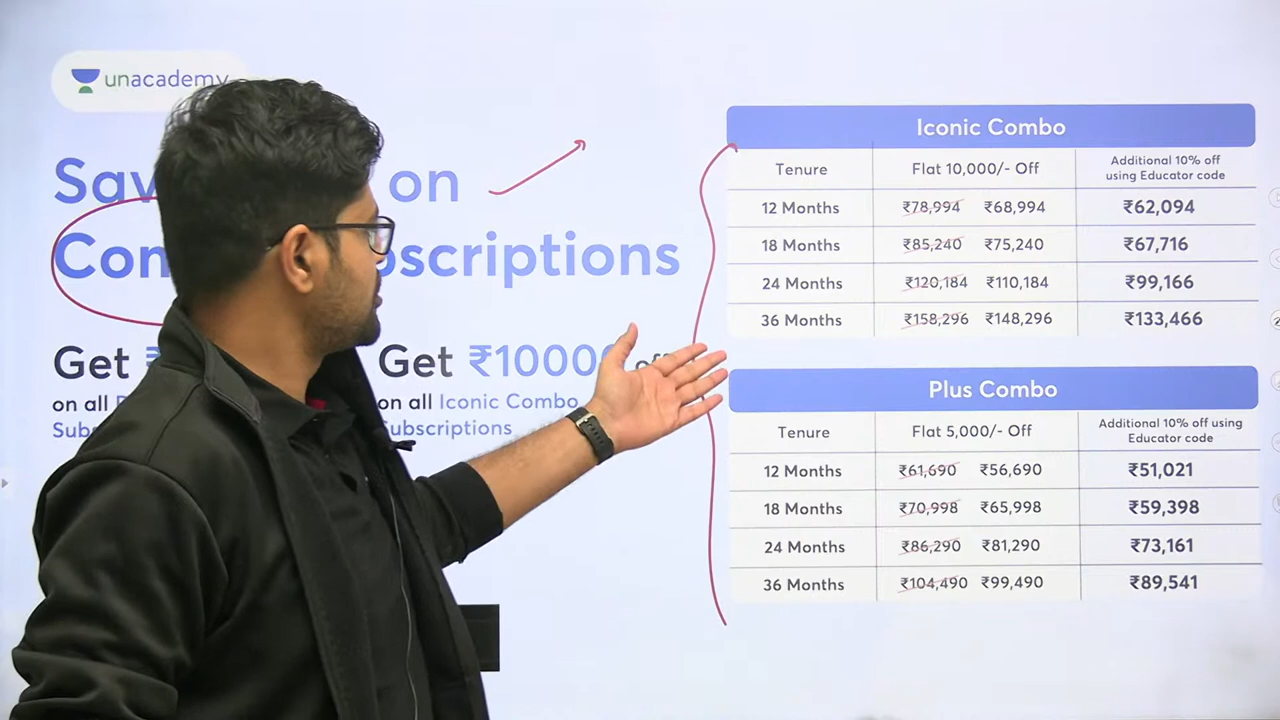 unacademy
on
Subscriptions
Get
Get ₹10000 off
on all
on all Iconic Combo
Subscriptions
Iconic Combo
Tenure Flat 10,000/- Off Additional 10% off
using Educator code
12 Months ₹78,994 ₹68,994 ₹62,094
18 Months ₹85,240 ₹75,240 ₹67,716
24 Months ₹120,184 ₹110,184 ₹99,166
36 Months ₹158,296 ₹148,296 ₹133,466
Plus Combo
Tenure Flat 5,000/- Off Additional 10% off using
Educator code
12 Months ₹61,690 ₹56,690 ₹51,021
18 Months ₹70,998 ₹65,998 ₹59,398
24 Months ₹86,290 ₹81,290 ₹73,161
36 Months ₹104,490 ₹99,490 ₹89,541